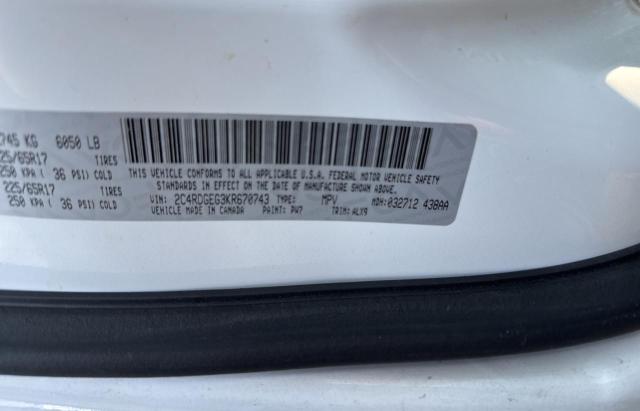 745 KG 6050 LB
25/65R17 TIRES
250 KPA ( 36 PSI) COLD
225/65R17 TIRES
250 KPA ( 36 PSI) COLD
THIS VEHICLE CONFORMS TO ALL APPLICABLE U.S.A. FEDERAL MOTOR VEHICLE SAFETY
STANDARDS IN EFFECT ON THE DATE OF MANUFACTURE SHOWN ABOVE.
VIN: 2C4RDGEG3KR670743 TYPE: MPV MDH:032712 438AA
VEHICLE MADE IN CANADA PAINT: PW7 TRIM: ALX9